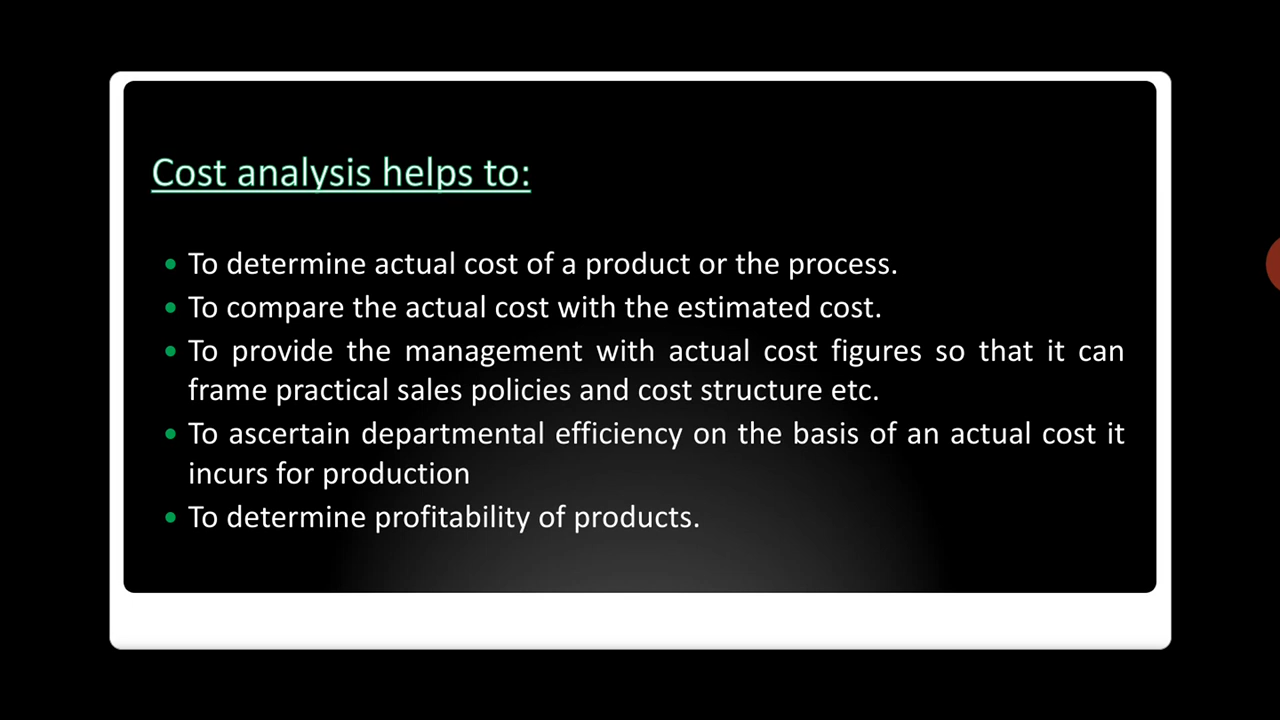 Cost analysis helps to:
• To determine actual cost of a product or the process.
• To compare the actual cost with the estimated cost.
• To provide the management with actual cost figures so that it can
frame practical sales policies and cost structure etc.
• To ascertain departmental efficiency on the basis of an actual cost it
incurs for production
• To determine profitability of products.